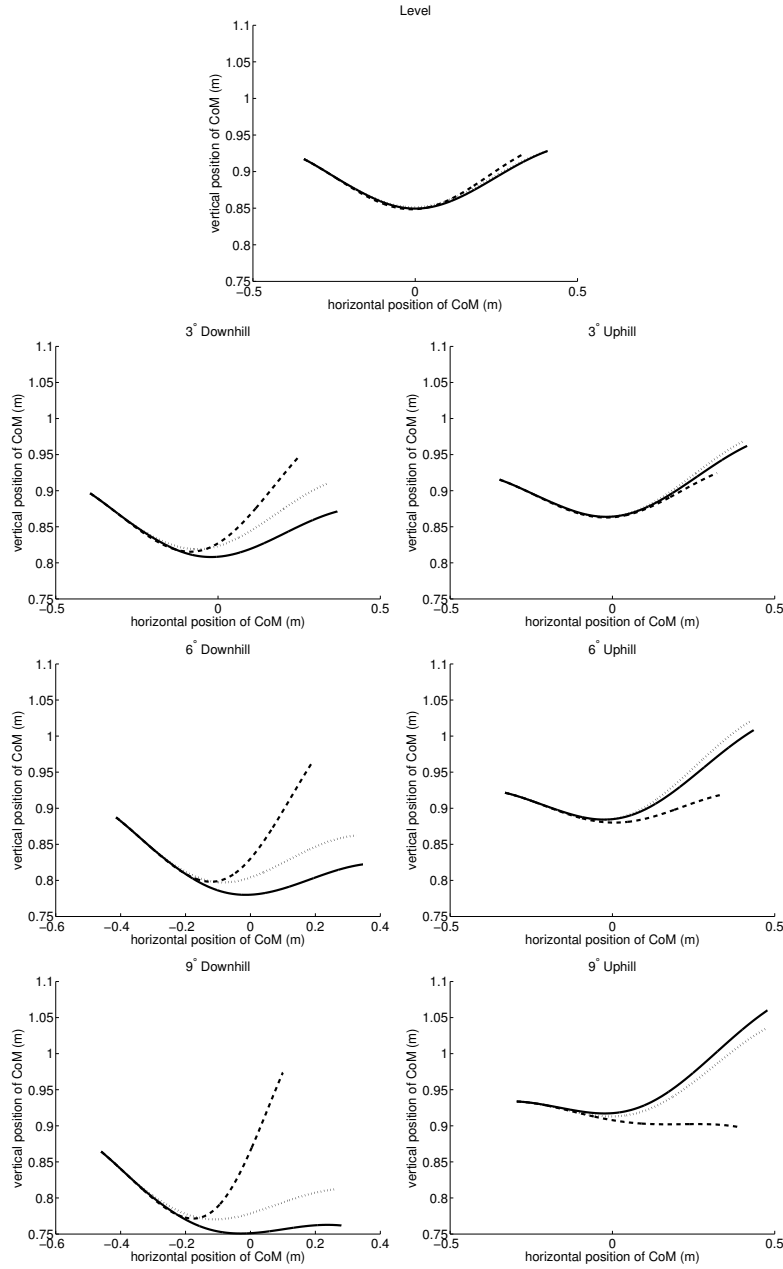 Level
1.1
1.05
1
0.95
0.9
0.85
0.8
0.75
vertical position of CoM (m)
−0.5 0 0.5
horizontal position of CoM (m)
3° Downhill
1.1
1.05
1
0.95
0.9
0.85
0.8
0.75
vertical position of CoM (m)
−0.5 0 0.5
horizontal position of CoM (m)
3° Uphill
1.1
1.05
1
0.95
0.9
0.85
0.8
0.75
vertical position of CoM (m)
−0.5 0 0.5
horizontal position of CoM (m)
6° Downhill
1.1
1.05
1
0.95
0.9
0.85
0.8
0.75
vertical position of CoM (m)
−0.6 −0.4 −0.2 0 0.2 0.4
horizontal position of CoM (m)
6° Uphill
1.1
1.05
1
0.95
0.9
0.85
0.8
0.75
vertical position of CoM (m)
−0.5 0 0.5
horizontal position of CoM (m)
9° Downhill
1.1
1.05
1
0.95
0.9
0.85
0.8
0.75
vertical position of CoM (m)
−0.6 −0.4 −0.2 0 0.2 0.4
horizontal position of CoM (m)
9° Uphill
1.1
1.05
1
0.95
0.9
0.85
0.8
0.75
vertical position of CoM (m)
−0.5 0 0.5
horizontal position of CoM (m)